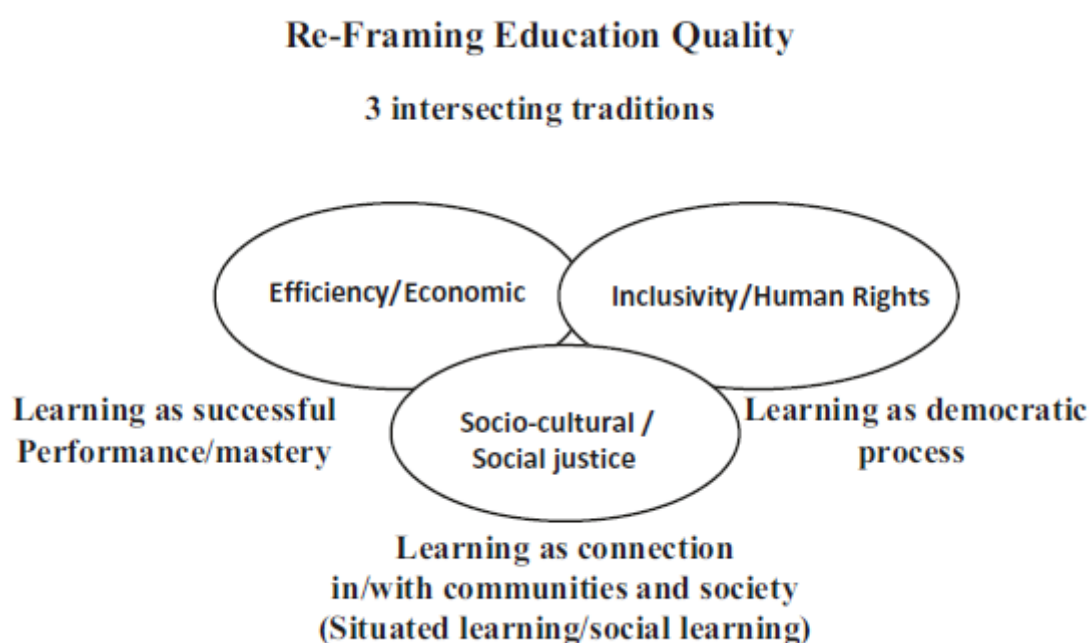 Re-Framing Education Quality
3 intersecting traditions
Efficiency/Economic
Inclusivity/Human Rights
Learning as successful
Performance/mastery
Socio-cultural /
Social justice
Learning as democratic
process
Learning as connection
in/with communities and society
(Situated learning/social learning)